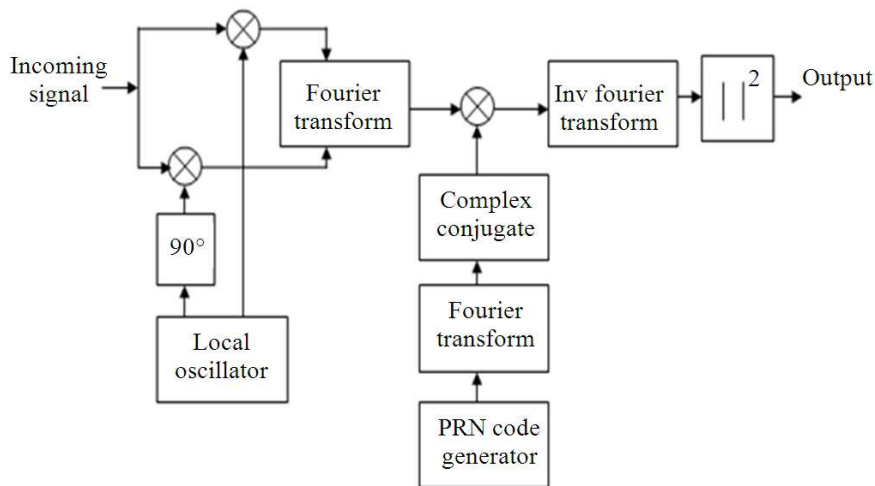 Incoming
signal
Fourier
transform
Inv fourier
transform
| |²
Output
Complex
conjugate
90°
Fourier
transform
Local
oscillator
PRN code
generator